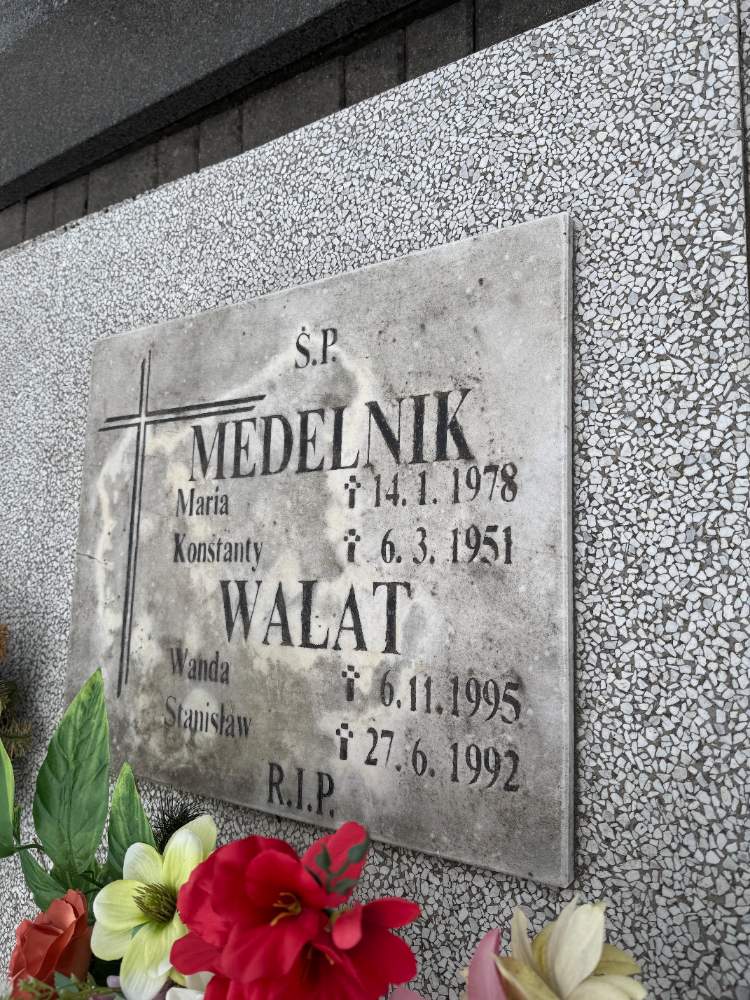 Ś.P.
MEDELNIK
Maria ✝ 14.1.1978
Konstanty ✝ 6.3.1951
WALAT
Wanda ✝ 6.11.1995
Stanisław ✝ 27.6.1992
R.I.P.